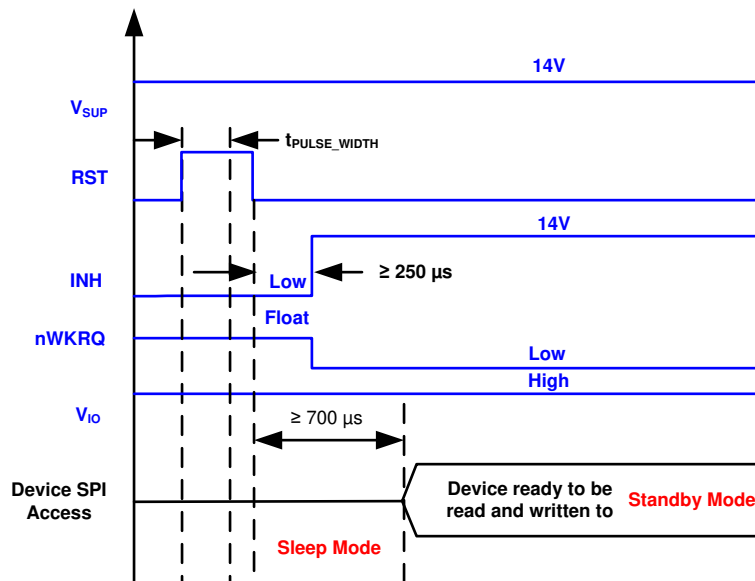 14V
VSUP
tPULSE_WIDTH
RST
14V
INH
Low
≥ 250 µs
Float
nWKRQ
Low
High
VIO
≥ 700 µs
Device SPI
Access
Device ready to be
read and written to
Standby Mode
Sleep Mode